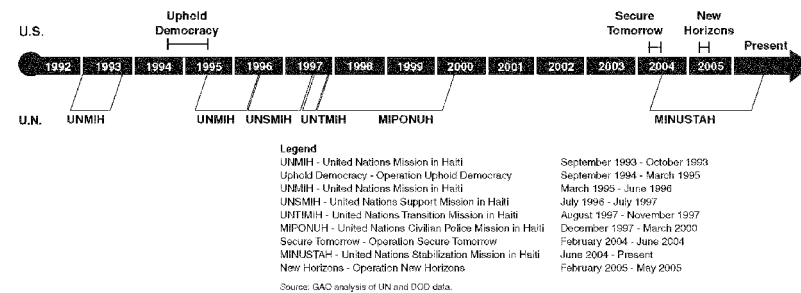 U.S.
Uphold
Democracy
Secure
Tomorrow
New
Horizons
Present
1992 1993 1994 1995 1996 1997 1998 1999 2000 2001 2002 2003 2004 2005
U.N. UNMIH UNMIH UNSMIH UNTMIH MIPONUH MINUSTAH
Legend
UNMIH - United Nations Mission in Haiti September 1993 - October 1993
Uphold Democracy - Operation Uphold Democracy September 1994 - March 1995
UNMIH - United Nations Mission in Haiti March 1995 - June 1996
UNSMIH - United Nations Support Mission in Haiti July 1996 - July 1997
UNTMIH - United Nations Transition Mission in Haiti August 1997 - November 1997
MIPONUH - United Nations Civilian Police Mission in Haiti December 1997 - March 2000
Secure Tomorrow - Operation Secure Tomorrow February 2004 - June 2004
MINUSTAH - United Nations Stabilization Mission in Haiti June 2004 - Present
New Horizons - Operation New Horizons February 2005 - May 2005
Source: GAO analysis of UN and DOD data.